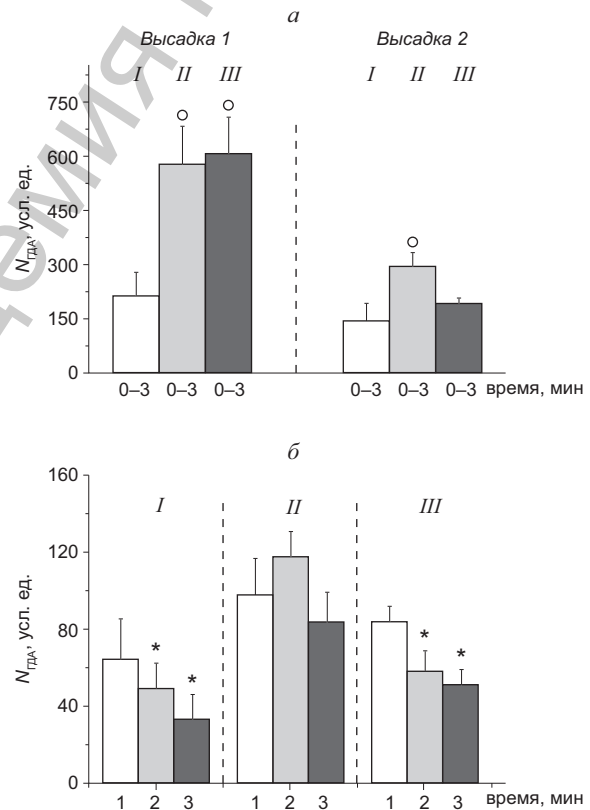 а
Высадка 1 Высадка 2
I II III I II III
750
600
450
300
150
0
N ГДА, усл. ед.
0–3 0–3 0–3 0–3 0–3 0–3 время, мин
б
160
120
80
40
0
N ГДА, усл. ед.
I II III
* * * *
1 2 3 1 2 3 1 2 3 время, мин